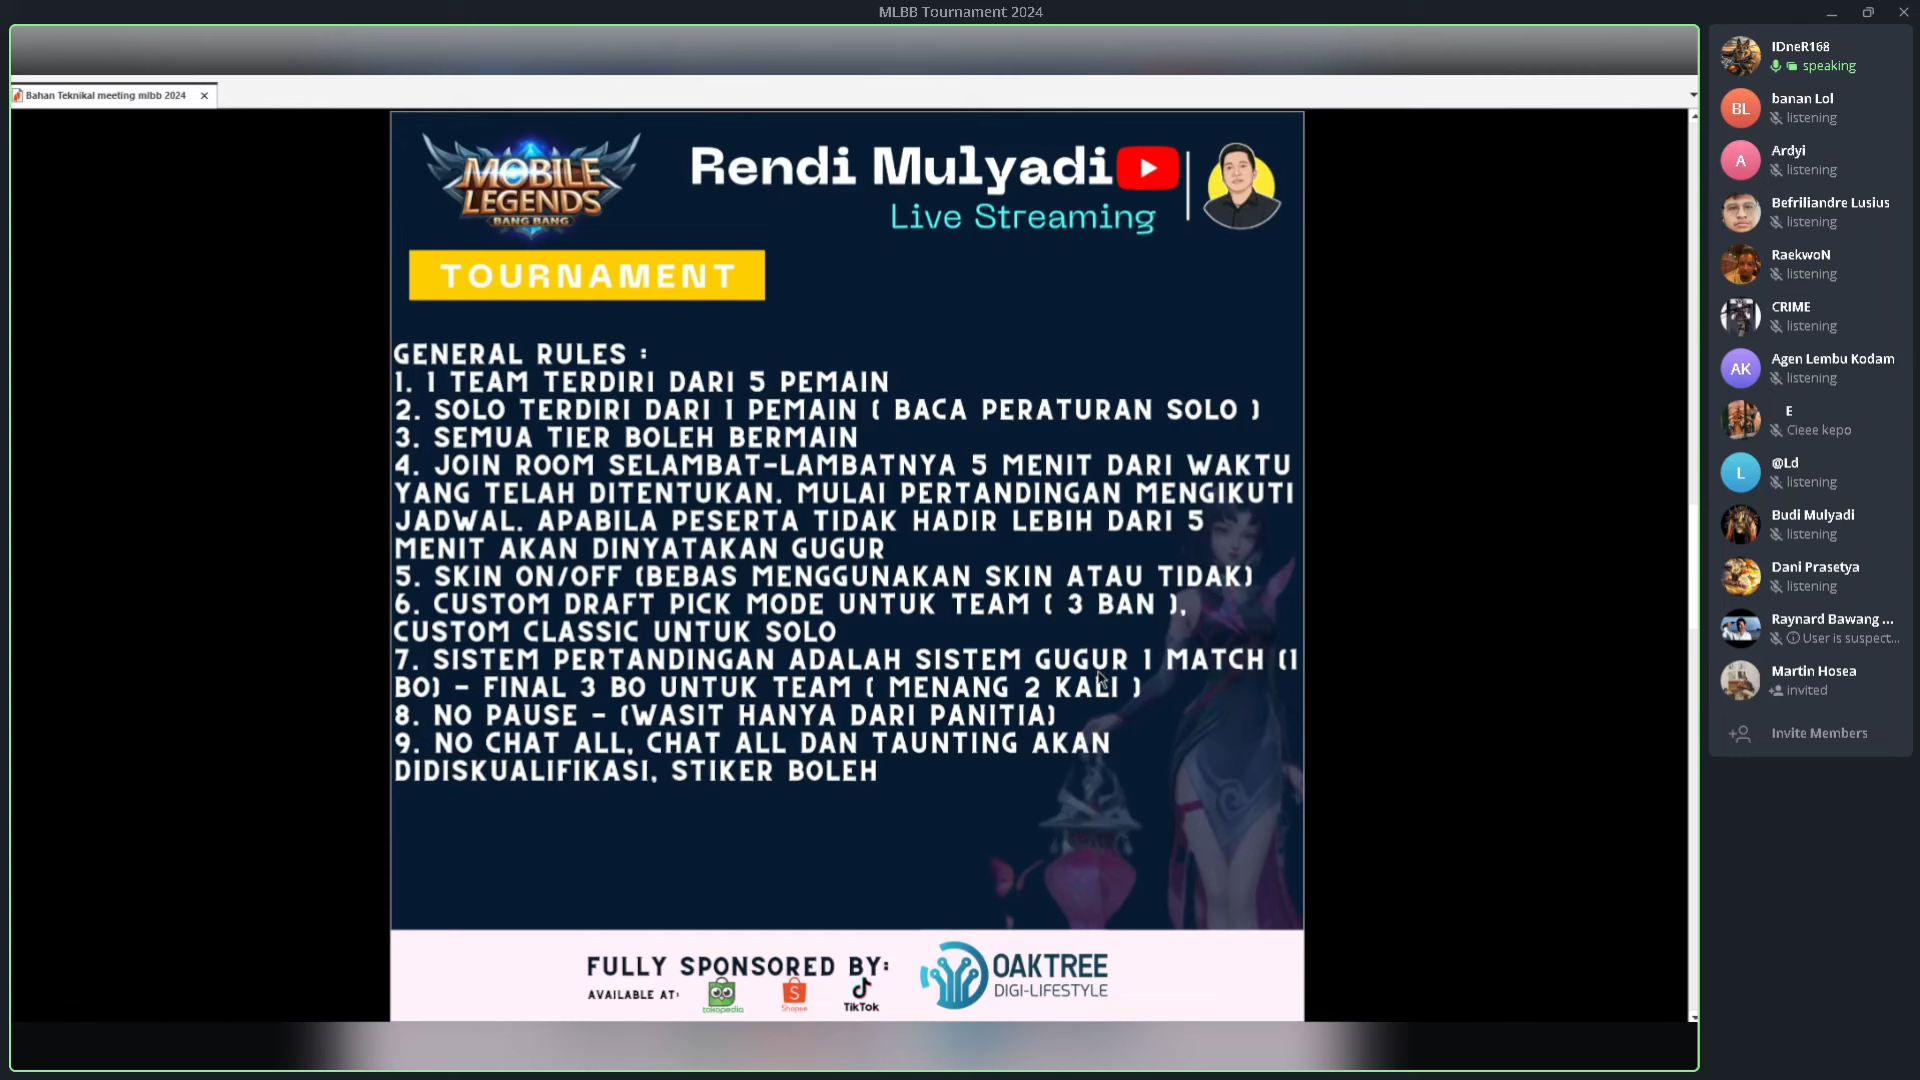 MLBB Tournament 2024
Bahan Teknikal meeting mlbb 2024
MOBILE
LEGENDS
BANG BANG
Rendi Mulyadi
Live Streaming
TOURNAMENT
GENERAL RULES :
1. 1 TEAM TERDIRI DARI 5 PEMAIN
2. SOLO TERDIRI DARI 1 PEMAIN ( BACA PERATURAN SOLO )
3. SEMUA TIER BOLEH BERMAIN
4. JOIN ROOM SELAMBAT-LAMBATNYA 5 MENIT DARI WAKTU
YANG TELAH DITENTUKAN. MULAI PERTANDINGAN MENGIKUTI
JADWAL. APABILA PESERTA TIDAK HADIR LEBIH DARI 5
MENIT AKAN DINYATAKAN GUGUR
5. SKIN ON/OFF (BEBAS MENGGUNAKAN SKIN ATAU TIDAK)
6. CUSTOM DRAFT PICK MODE UNTUK TEAM ( 3 BAN ),
CUSTOM CLASSIC UNTUK SOLO
7. SISTEM PERTANDINGAN ADALAH SISTEM GUGUR 1 MATCH (1
BO) - FINAL 3 BO UNTUK TEAM ( MENANG 2 KALI )
8. NO PAUSE - (WASIT HANYA DARI PANITIA)
9. NO CHAT ALL, CHAT ALL DAN TAUNTING AKAN
DIDISKUALIFIKASI, STIKER BOLEH
FULLY SPONSORED BY:
AVAILABLE AT:
tokopedia
Shopee
TikTok
OAKTREE
DIGI-LIFESTYLE
IDneR168
speaking
BL
banan Lol
listening
A
Ardyi
listening
Befriliandre Lusius
listening
RaekwoN
listening
CRIME
listening
AK
Agen Lembu Kodam
listening
E
Cieee kepo
L
@Ld
listening
Budi Mulyadi
listening
Dani Prasetya
listening
Raynard Bawang ...
User is suspect...
Martin Hosea
invited
Invite Members